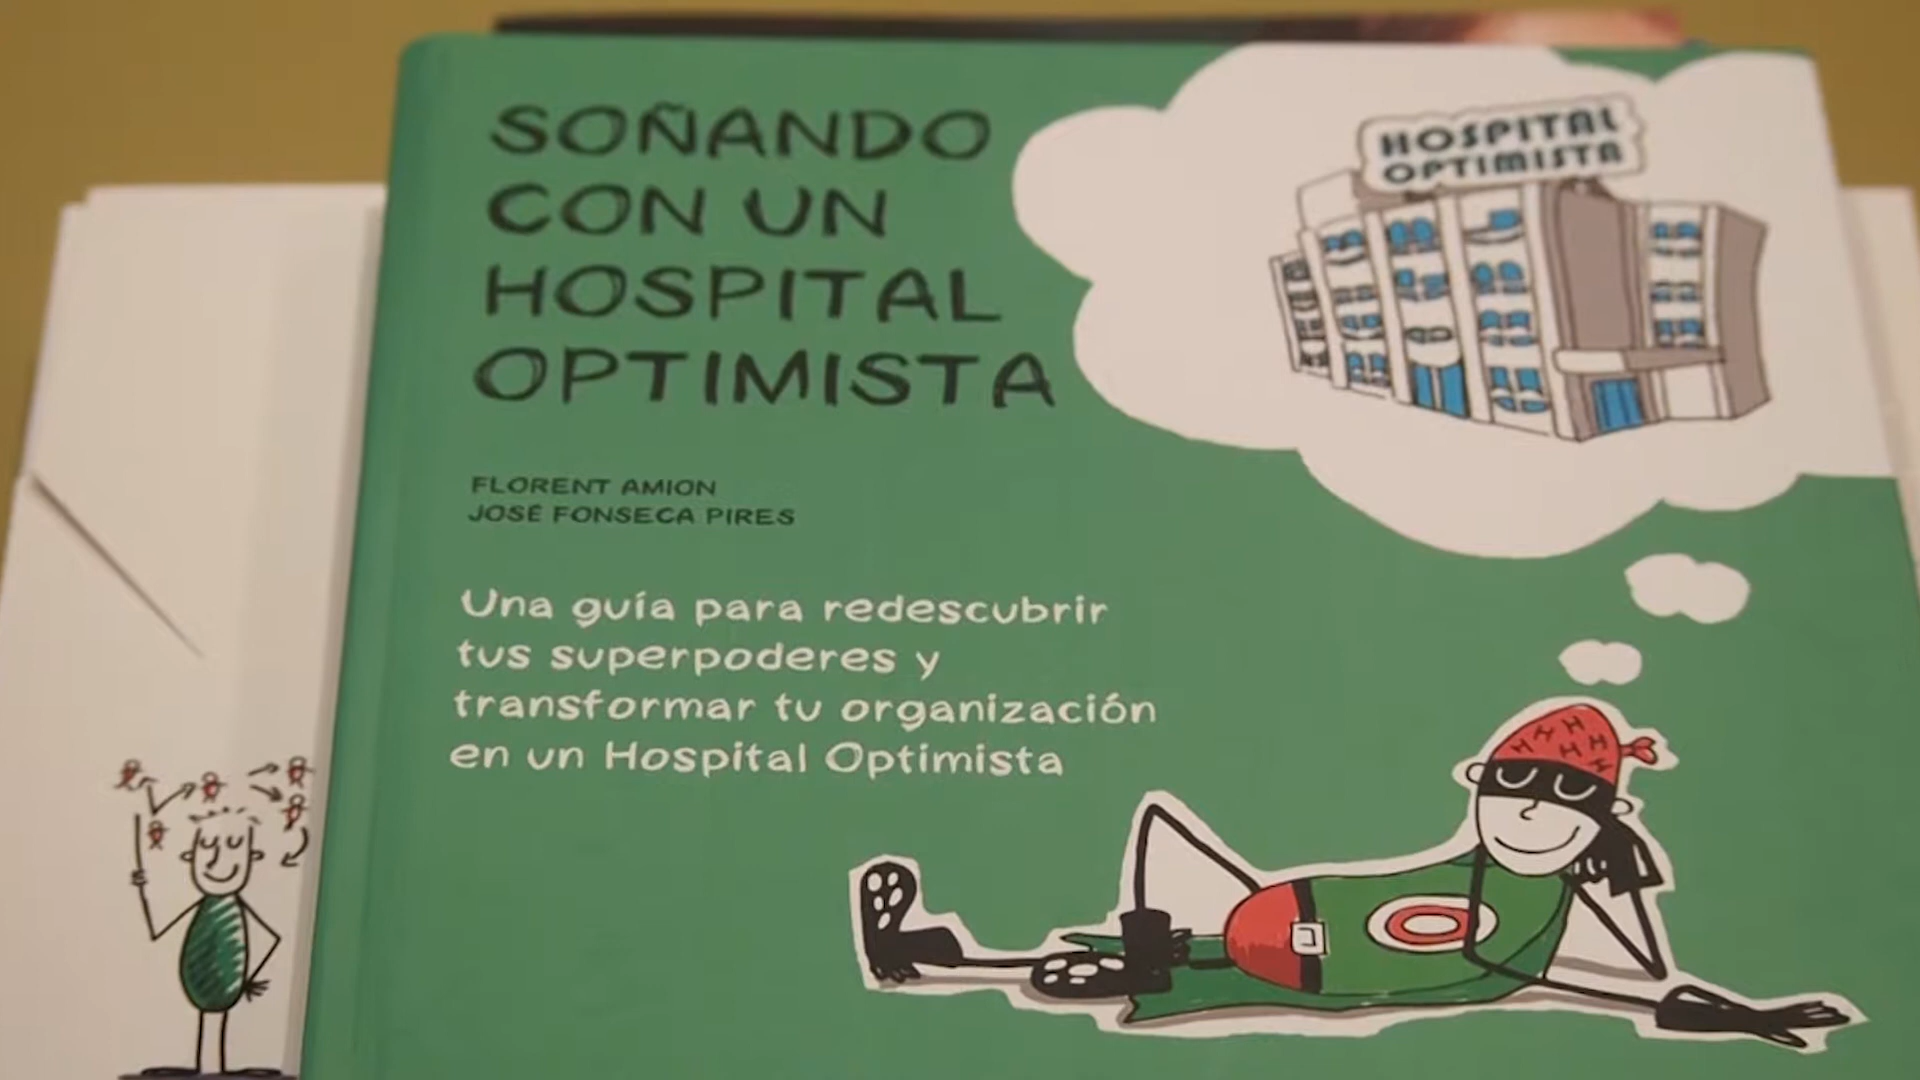 SOÑANDO
CON UN
HOSPITAL
OPTIMISTA
HOSPITAL
OPTIMISTA
FLORENT AMION
JOSÉ FONSECA PIRES
Una guía para redescubrir
tus superpoderes y
transformar tu organización
en un Hospital Optimista
H H H H H